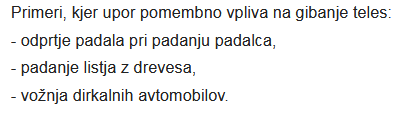 Primeri, kjer upor pomembno vpliva na gibanje teles:
- odprtje padala pri padanju padalca,
- padanje listja z drevesa,
- vožnja dirkalnih avtomobilov.